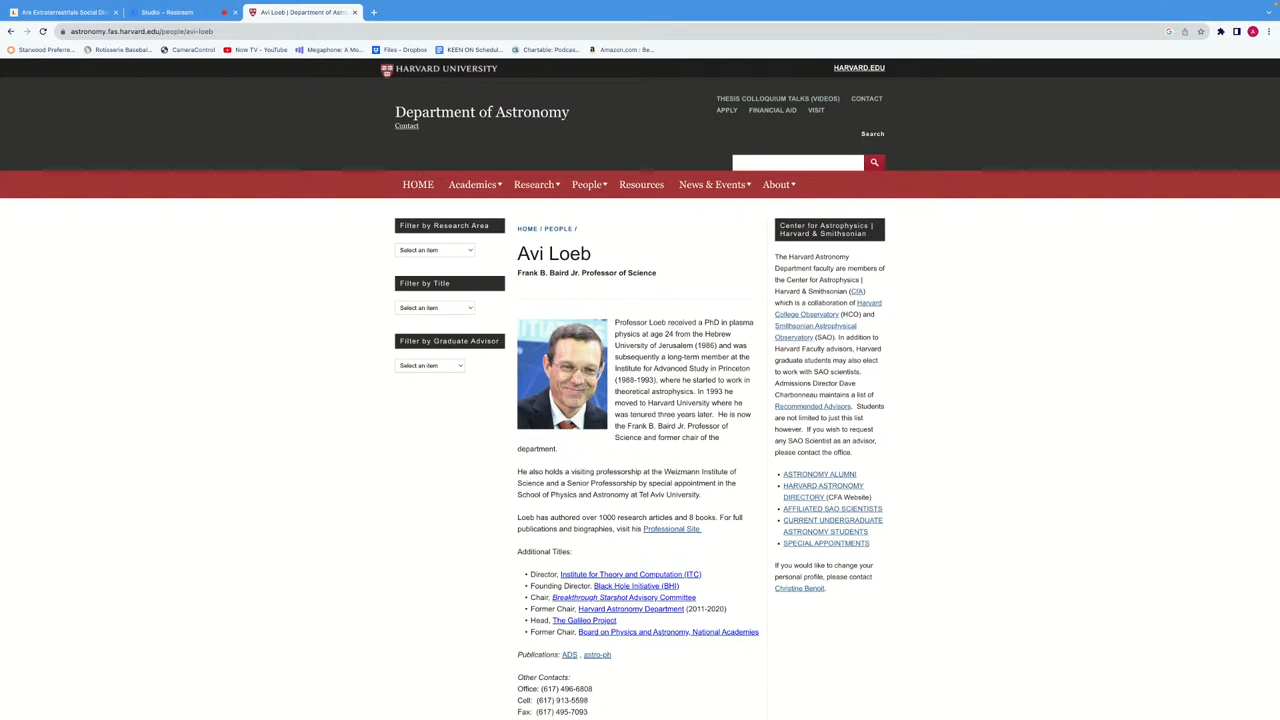 Are Extraterrestrials Social Dis
Studio – Restream
Avi Loeb | Department of Astro
astronomy.fas.harvard.edu/people/avi-loeb
Starwood Preferre...
Rotisserie Basebal...
CameraControl
Now TV – YouTube
Megaphone: A Mo...
Files – Dropbox
KEEN ON Schedul...
Chartable: Podcas...
Amazon.com : Be...
HARVARD UNIVERSITY
HARVARD.EDU
Department of Astronomy
Contact
THESIS COLLOQUIUM TALKS (VIDEOS) CONTACT
APPLY FINANCIAL AID VISIT
Search
HOME Academics Research People Resources News & Events About
Filter by Research Area
Select an item
Filter by Title
Select an item
Filter by Graduate Advisor
Select an item
HOME / PEOPLE /
Avi Loeb
Frank B. Baird Jr. Professor of Science
Professor Loeb received a PhD in plasma
physics at age 24 from the Hebrew
University of Jerusalem (1986) and was
subsequently a long-term member at the
Institute for Advanced Study in Princeton
(1988-1993), where he started to work in
theoretical astrophysics. In 1993 he
moved to Harvard University where he
was tenured three years later. He is now
the Frank B. Baird Jr. Professor of
Science and former chair of the
department.
He also holds a visiting professorship at the Weizmann Institute of
Science and a Senior Professorship by special appointment in the
School of Physics and Astronomy at Tel Aviv University.
Loeb has authored over 1000 research articles and 8 books. For full
publications and biographies, visit his Professional Site
Additional Titles:
• Director, Institute for Theory and Computation (ITC)
• Founding Director. Black Hole Initiative (BHI)
• Chair, Breakthrough Starshot Advisory Committee
• Former Chair, Harvard Astronomy Department (2011-2020)
• Head, The Galileo Project
• Former Chair, Board on Physics and Astronomy, National Academies
Publications: ADS , astro-ph
Other Contacts:
Office: (617) 496-6808
Cell: (617) 913-5598
Fax: (617) 495-7093
Center for Astrophysics |
Harvard & Smithsonian
The Harvard Astronomy
Department faculty are members of
the Center for Astrophysics |
Harvard & Smithsonian (CfA)
which is a collaboration of Harvard
College Observatory (HCO) and
Smithsonian Astrophysical
Observatory (SAO). In addition to
Harvard Faculty advisors, Harvard
graduate students may also elect
to work with SAO scientists.
Admissions Director Dave
Charbonneau maintains a list of
Recommended Advisors. Students
are not limited to just this list
however. If you wish to request
any SAO Scientist as an advisor,
please contact the office.
• ASTRONOMY ALUMNI
• HARVARD ASTRONOMY
DIRECTORY (CFA Website)
• AFFILIATED SAO SCIENTISTS
• CURRENT UNDERGRADUATE
ASTRONOMY STUDENTS
• SPECIAL APPOINTMENTS
If you would like to change your
personal profile, please contact
Christine Benoit.